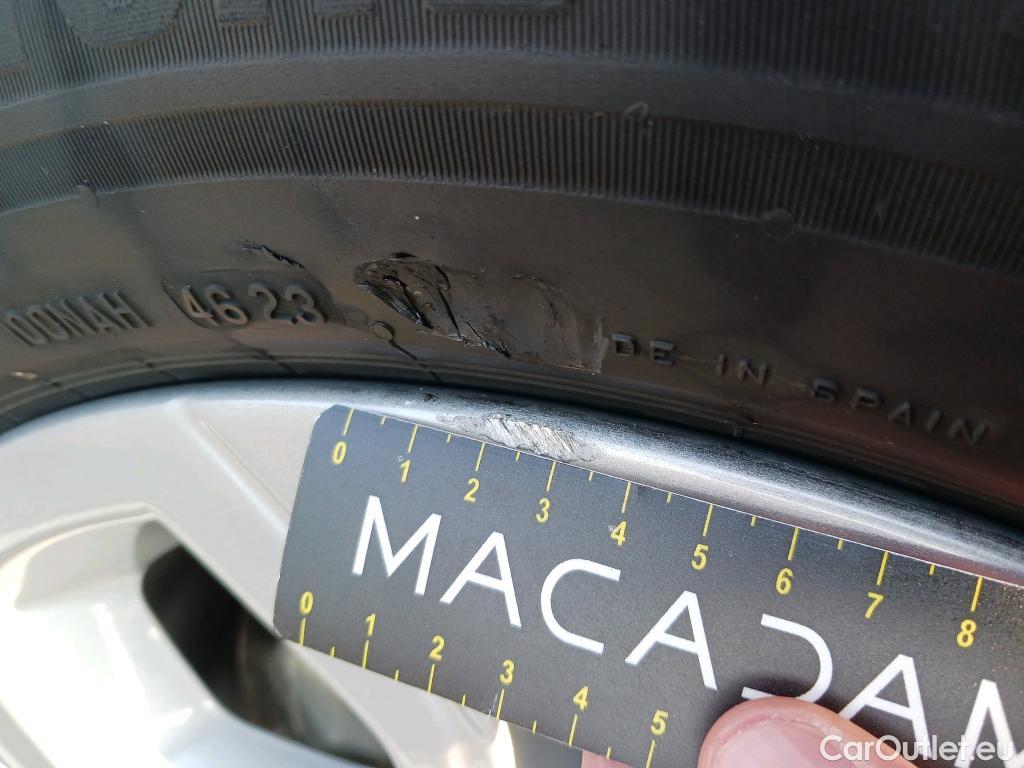 00NAH 4623
DE IN SPAIN
0 1 2 3 4 5 6 7 8
MACADAM
0 1 2 3 4 5
CarOutlet.eu